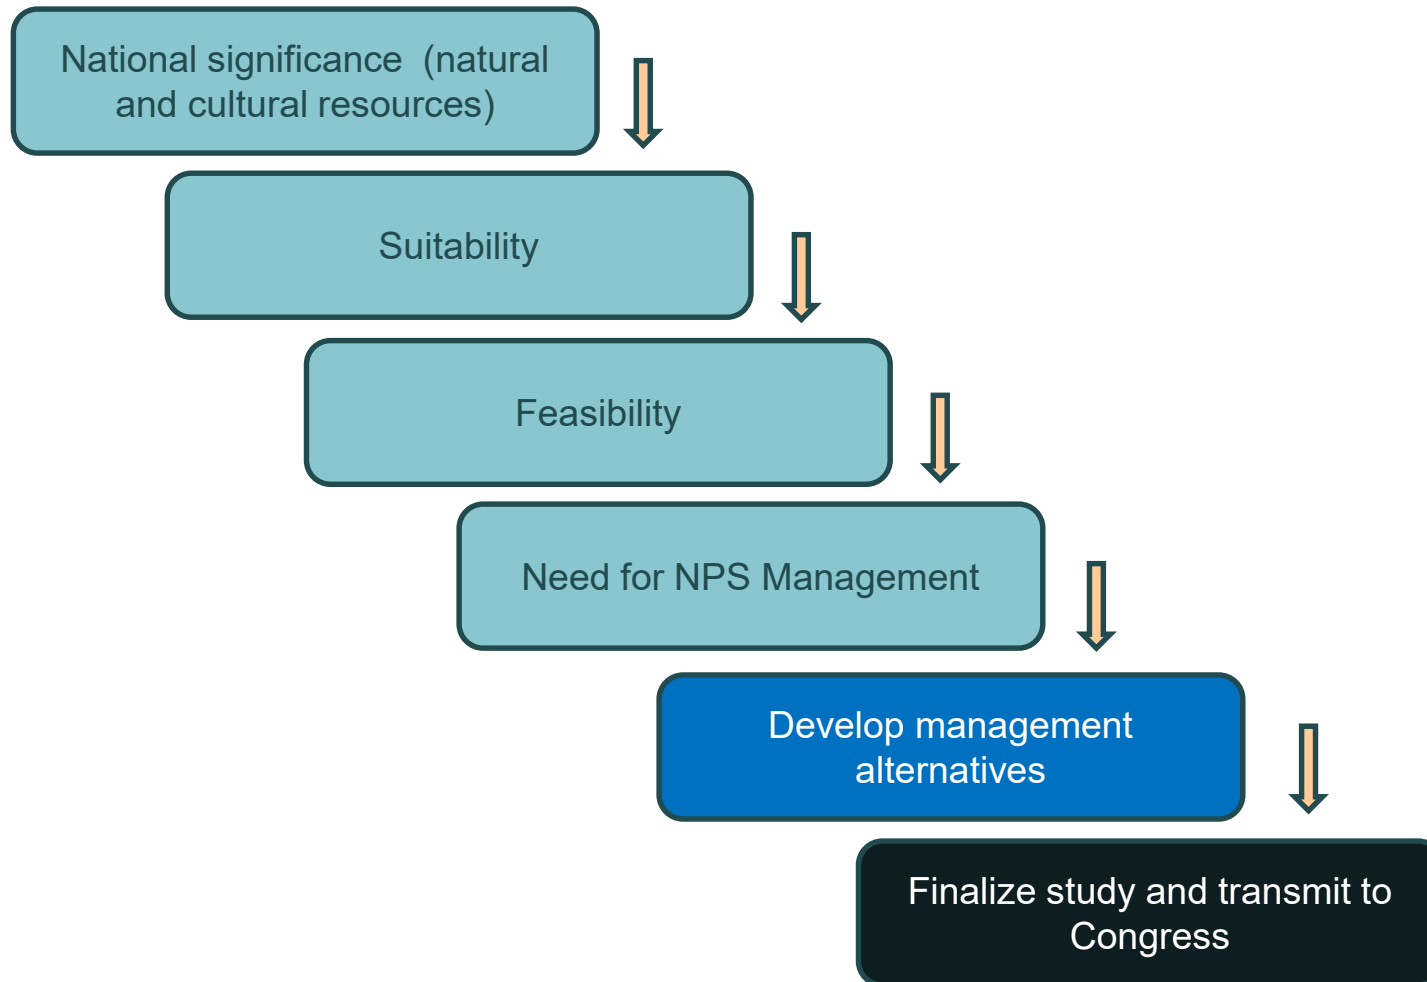 National significance  (natural
and cultural resources)
Suitability
Feasibility
Need for NPS Management
Develop management
alternatives
Finalize study and transmit to
Congress